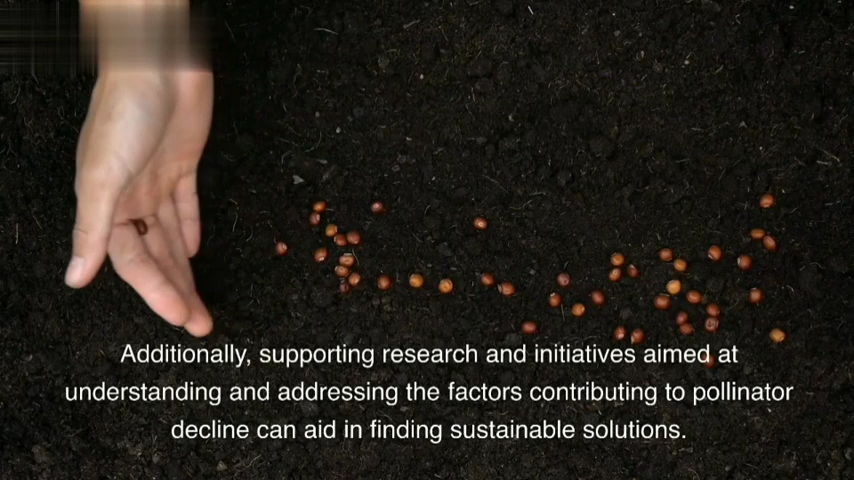 Additionally, supporting research and initiatives aimed at
understanding and addressing the factors contributing to pollinator
decline can aid in finding sustainable solutions.